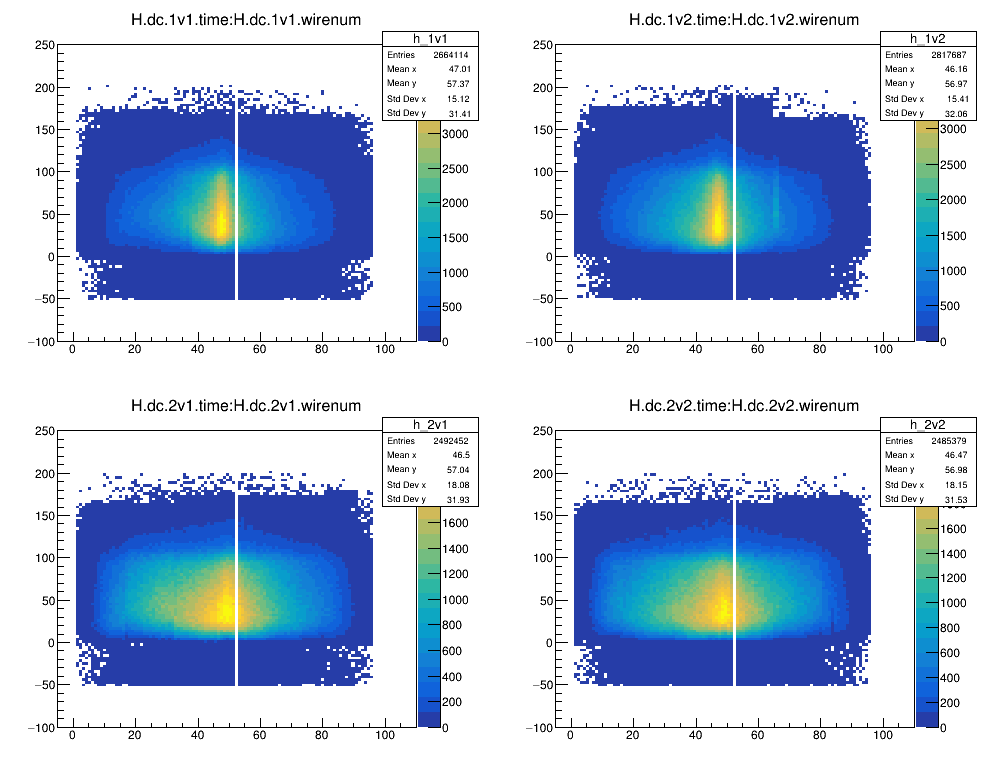 H.dc.1v1.time:H.dc.1v1.wirenum
h_1v1
Entries 2664114
Mean x 47.01
Mean y 57.37
Std Dev x 15.12
Std Dev y 31.41
250
200
150
100
50
0
−50
−100
0 20 40 60 80 100
3000
2500
2000
1500
1000
500
0
H.dc.1v2.time:H.dc.1v2.wirenum
h_1v2
Entries 2817687
Mean x 46.16
Mean y 56.97
Std Dev x 15.41
Std Dev y 32.06
250
200
150
100
50
0
−50
−100
0 20 40 60 80 100
3000
2500
2000
1500
1000
500
0
H.dc.2v1.time:H.dc.2v1.wirenum
h_2v1
Entries 2492452
Mean x 46.5
Mean y 57.04
Std Dev x 18.08
Std Dev y 31.93
250
200
150
100
50
0
−50
−100
0 20 40 60 80 100
1600
1400
1200
1000
800
600
400
200
0
H.dc.2v2.time:H.dc.2v2.wirenum
h_2v2
Entries 2485379
Mean x 46.47
Mean y 56.98
Std Dev x 18.15
Std Dev y 31.53
250
200
150
100
50
0
−50
−100
0 20 40 60 80 100
1600
1400
1200
1000
800
600
400
200
0